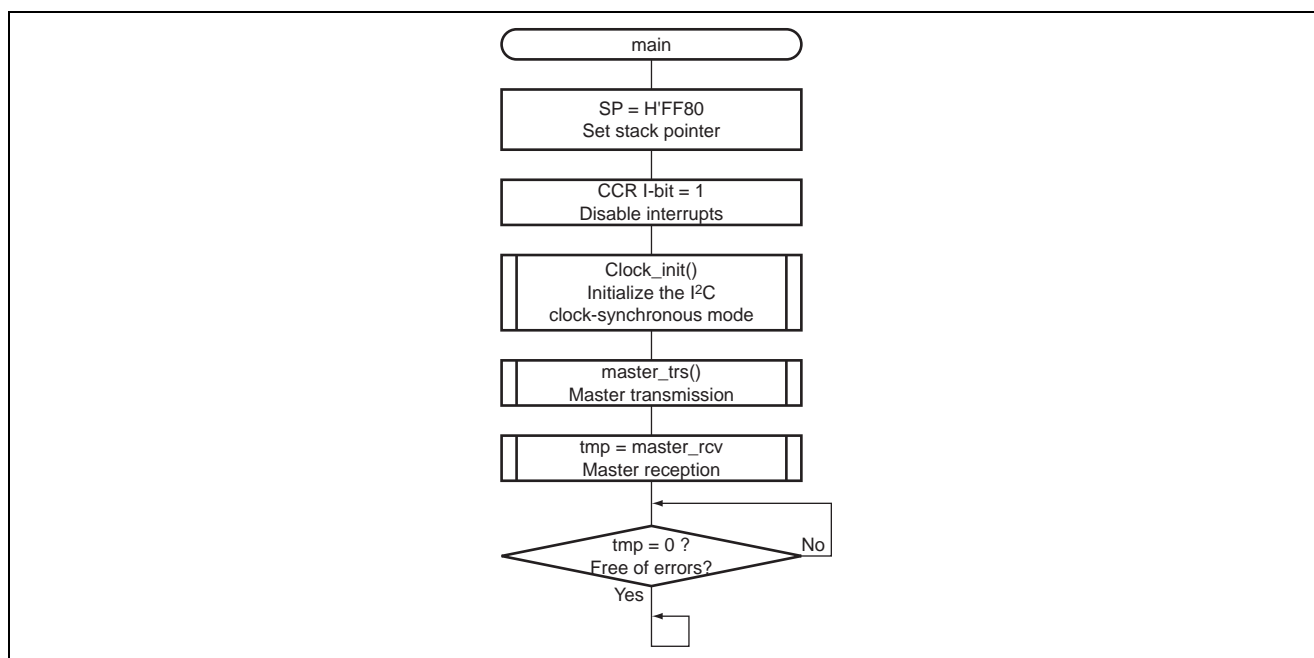 main
SP = H'FF80
Set stack pointer
CCR I-bit = 1
Disable interrupts
Clock_init()
Initialize the I²C
clock-synchronous mode
master_trs()
Master transmission
tmp = master_rcv
Master reception
tmp = 0 ?
No
Free of errors?
Yes